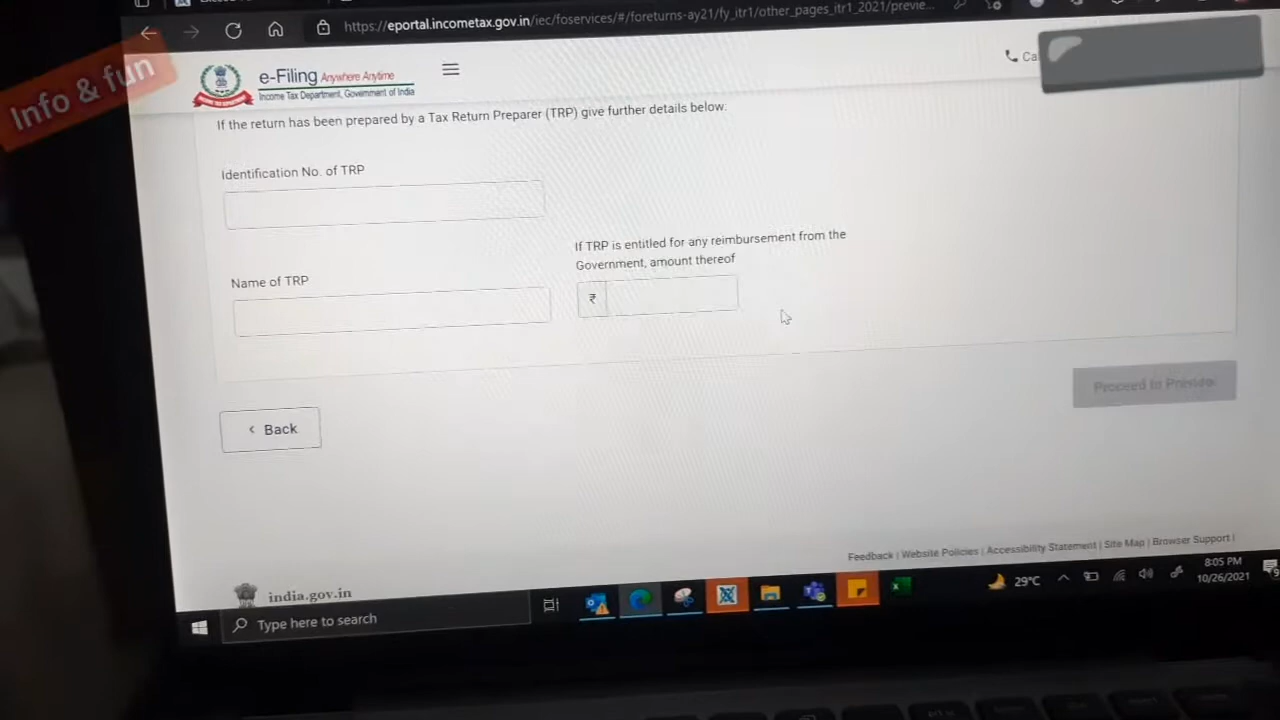 Info & fun
https://eportal.incometax.gov.in/iec/foservices/#/foreturns-ay21/fy_itr1/other_pages_itr1_2021/previe...
e-Filing Anywhere Anytime
Income Tax Department, Government of India
Ca
If the return has been prepared by a Tax Return Preparer (TRP) give further details below:
Identification No. of TRP
If TRP is entitled for any reimbursement from the
Government, amount thereof
Name of TRP
₹
Proceed to Preview
< Back
Feedback | Website Policies | Accessibility Statement | Site Map | Browser Support |
india.gov.in
Type here to search
29°C
8:05 PM
10/26/2021